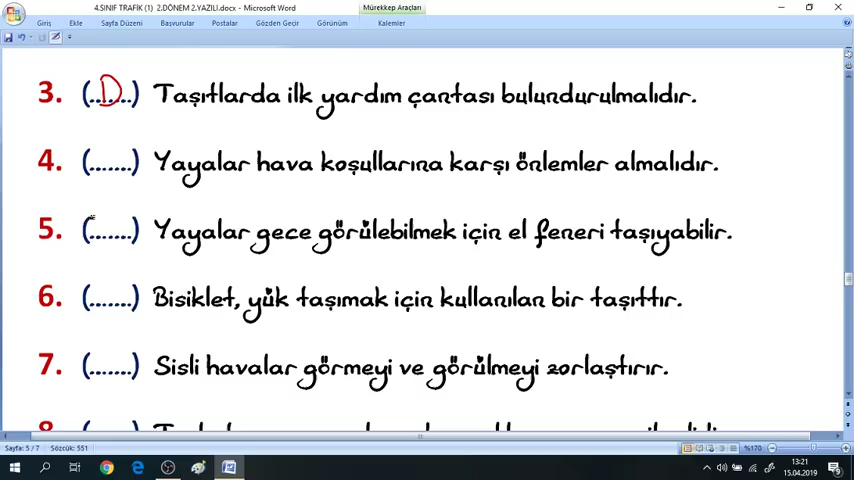 4.SINIF TRAFİK (1) 2.DÖNEM 2.YAZILI.docx - Microsoft Word
Mürekkep Araçları
Giriş Ekle Sayfa Düzeni Başvurular Postalar Gözden Geçir Görünüm Kalemler
3. (...D...) Taşıtlarda ilk yardım çantası bulundurulmalıdır.
4. (.......) Yayalar hava koşullarına karşı önlemler almalıdır.
5. (.......) Yayalar gece görülebilmek için el feneri taşıyabilir.
6. (.......) Bisiklet, yük taşımak için kullanılan bir taşıttır.
7. (.......) Sisli havalar görmeyi ve görülmeyi zorlaştırır.
8.
Sayfa: 5 / 7 Sözcük: 551 %170
13:21
15.04.2019